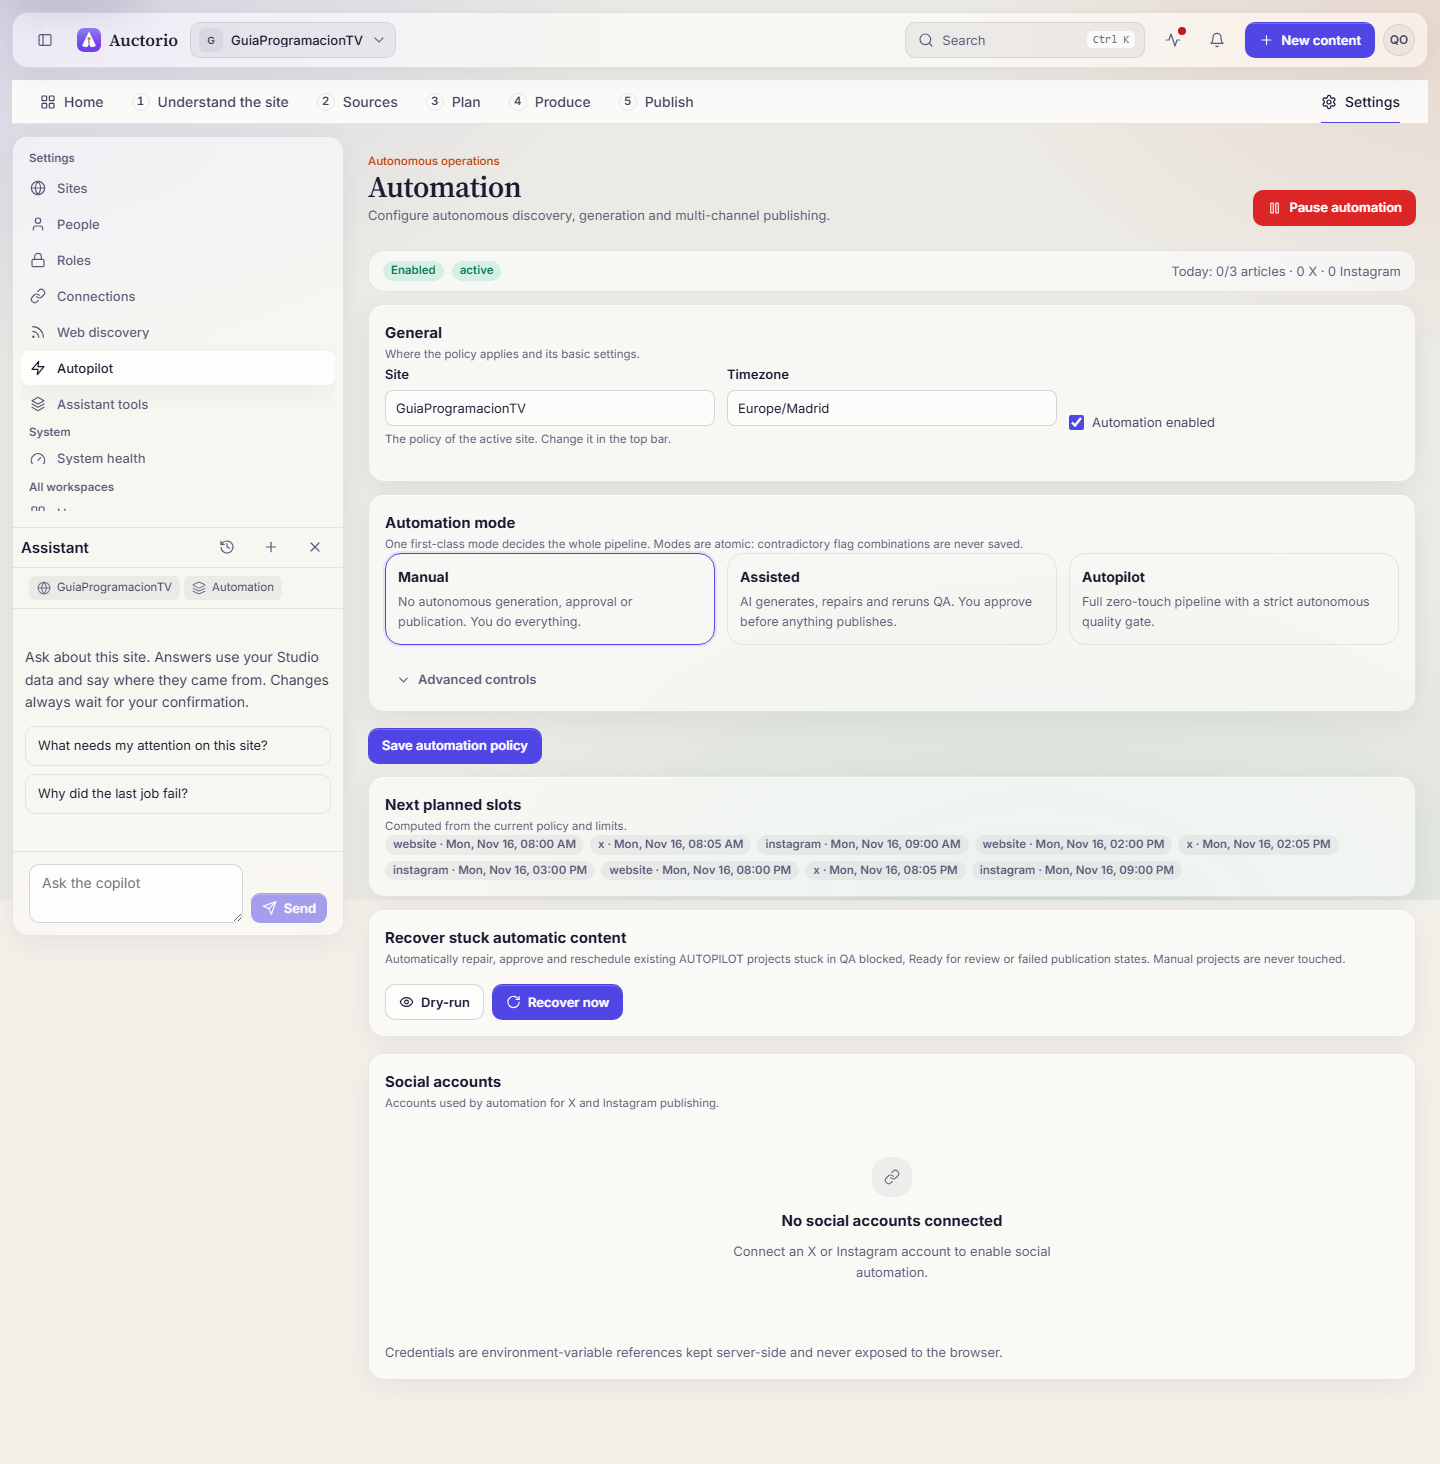 Auctorio
G GuiaProgramacionTV
Search Ctrl K
New content
QO
Home
1 Understand the site
2 Sources
3 Plan
4 Produce
5 Publish
Settings
Settings
Sites
People
Roles
Connections
Web discovery
Autopilot
Assistant tools
System
System health
All workspaces
Assistant
GuiaProgramacionTV Automation
Ask about this site. Answers use your Studio
data and say where they came from. Changes
always wait for your confirmation.
What needs my attention on this site?
Why did the last job fail?
Ask the copilot
Send
Autonomous operations
Automation
Configure autonomous discovery, generation and multi-channel publishing.
Pause automation
Enabled active
Today: 0/3 articles · 0 X · 0 Instagram
General
Where the policy applies and its basic settings.
Site
GuiaProgramacionTV
The policy of the active site. Change it in the top bar.
Timezone
Europe/Madrid
Automation enabled
Automation mode
One first-class mode decides the whole pipeline. Modes are atomic: contradictory flag combinations are never saved.
Manual
No autonomous generation, approval or
publication. You do everything.
Assisted
AI generates, repairs and reruns QA. You approve
before anything publishes.
Autopilot
Full zero-touch pipeline with a strict autonomous
quality gate.
Advanced controls
Save automation policy
Next planned slots
Computed from the current policy and limits.
website · Mon, Nov 16, 08:00 AM x · Mon, Nov 16, 08:05 AM instagram · Mon, Nov 16, 09:00 AM website · Mon, Nov 16, 02:00 PM x · Mon, Nov 16, 02:05 PM
instagram · Mon, Nov 16, 03:00 PM website · Mon, Nov 16, 08:00 PM x · Mon, Nov 16, 08:05 PM instagram · Mon, Nov 16, 09:00 PM
Recover stuck automatic content
Automatically repair, approve and reschedule existing AUTOPILOT projects stuck in QA blocked, Ready for review or failed publication states. Manual projects are never touched.
Dry-run
Recover now
Social accounts
Accounts used by automation for X and Instagram publishing.
No social accounts connected
Connect an X or Instagram account to enable social
automation.
Credentials are environment-variable references kept server-side and never exposed to the browser.